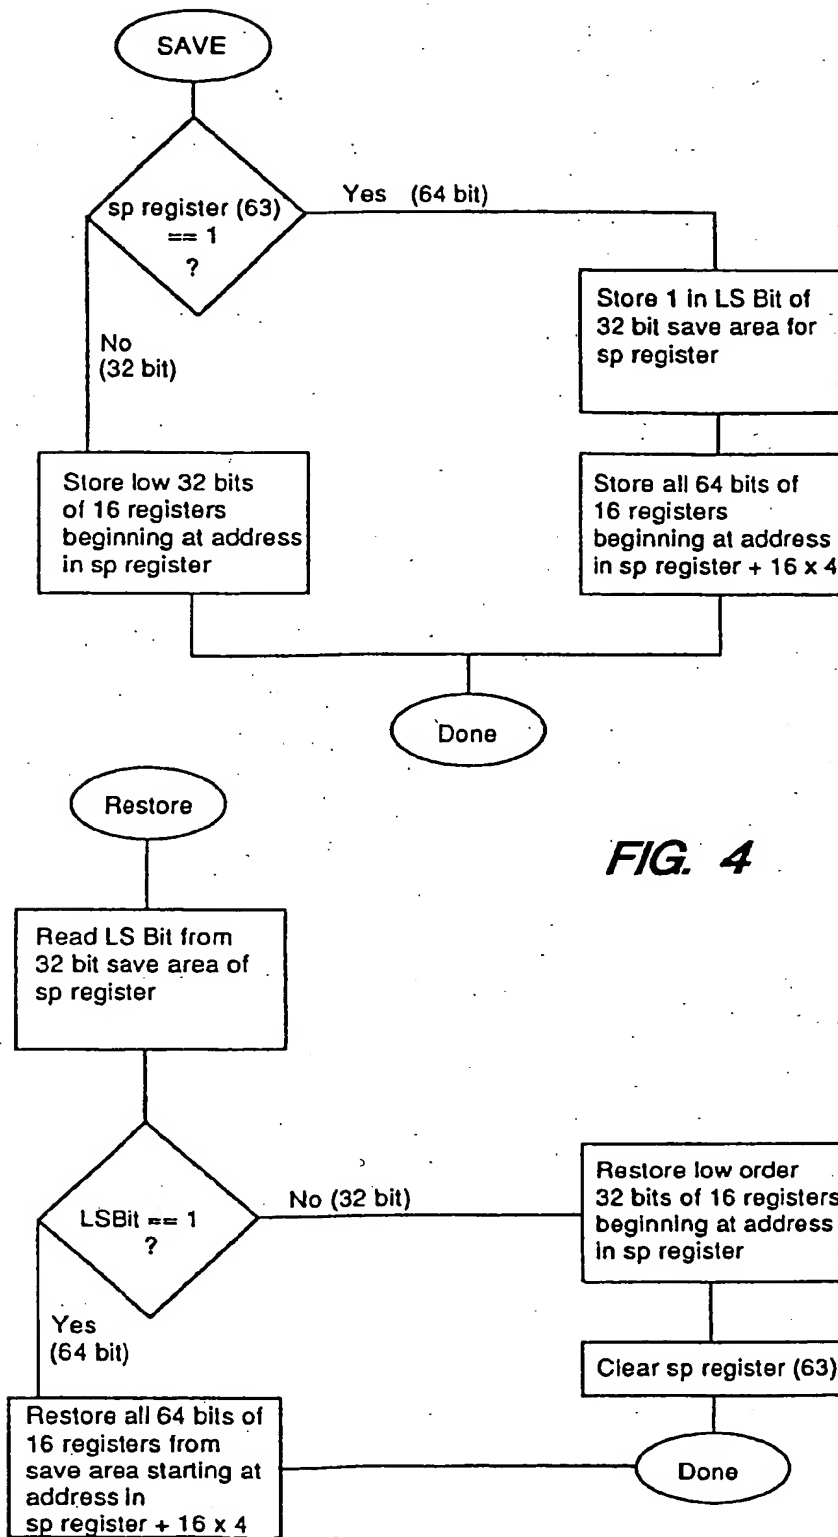 SAVE
sp register (63)
== 1
?
Yes (64 bit)
No
(32 bit)
Store 1 in LS Bit of
32 bit save area for
sp register
Store low 32 bits
of 16 registers
beginning at address
in sp register
Store all 64 bits of
16 registers
beginning at address
in sp register + 16 x 4
Done
Restore
FIG. 4
Read LS Bit from
32 bit save area of
sp register
LSBit == 1
?
No (32 bit)
Yes
(64 bit)
Restore low order
32 bits of 16 registers
beginning at address
in sp register
Clear sp register (63)
Restore all 64 bits of
16 registers from
save area starting at
address in
sp register + 16 x 4
Done